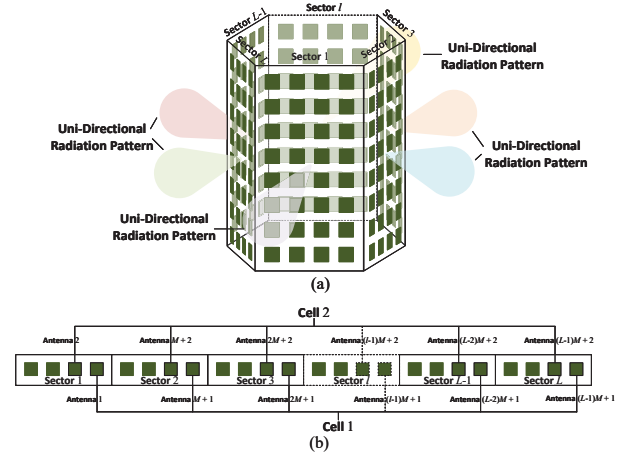 Sector l
Sector L-1
Sector 3
Sector 1
Uni-Directional
Radiation Pattern
Uni-Directional
Radiation Pattern
Uni-Directional
Radiation Pattern
Uni-Directional
Radiation Pattern
(a)
Cell 2
Antenna 2 Antenna M + 2 Antenna 2M + 2 Antenna (l-1)M + 2 Antenna (L-2)M + 2 Antenna (L-1)M + 2
Sector 1 Sector 2 Sector 3 Sector l Sector L-1 Sector L
Antenna 1 Antenna M + 1 Antenna 2M + 1 Antenna (l-1)M + 1 Antenna (L-2)M + 1 Antenna (L-1)M + 1
Cell 1
(b)